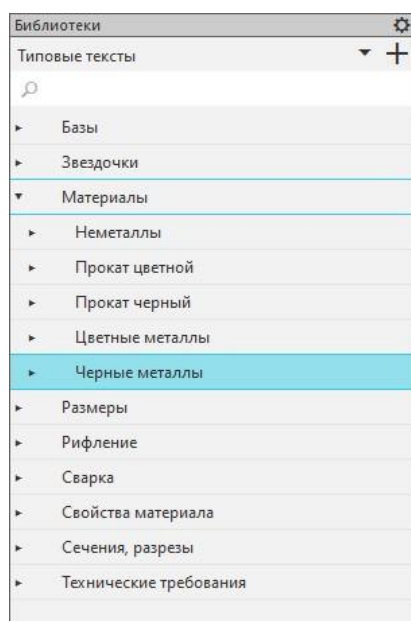 Библиотеки
Типовые тексты
Базы
Звездочки
Материалы
Неметаллы
Прокат цветной
Прокат черный
Цветные металлы
Черные металлы
Размеры
Рифление
Сварка
Свойства материала
Сечения, разрезы
Технические требования